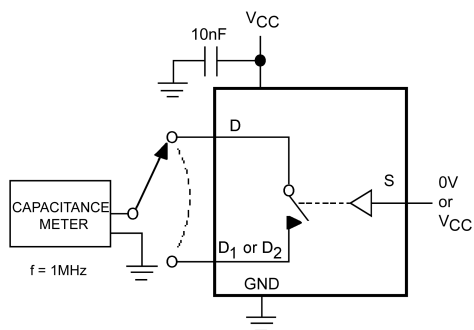 V_CC
10nF
D
S
0V
or
V_CC
CAPACITANCE
METER
D_1 or D_2
f = 1MHz
GND